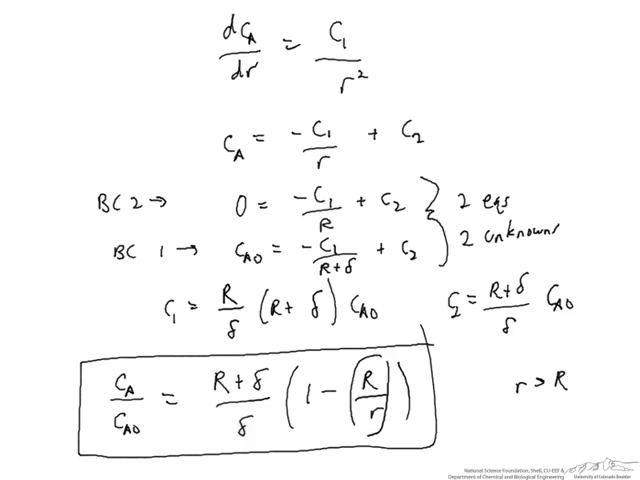 dC_A/dr = C_1/r^2
C_A = -C_1/r + C_2
BC 2 → 0 = -C_1/R + C_2 } 2 eqs
BC 1 → C_A0 = -C_1/(R+δ) + C_2 } 2 unknowns
C_1 = R/δ (R+δ) C_A0 C_2 = (R+δ)/δ C_A0
C_A/C_A0 = (R+δ)/δ (1 - (R/r)) r > R
National Science Foundation, Shell, CU-EEF &
Department of Chemical and Biological Engineering University of Colorado Boulder